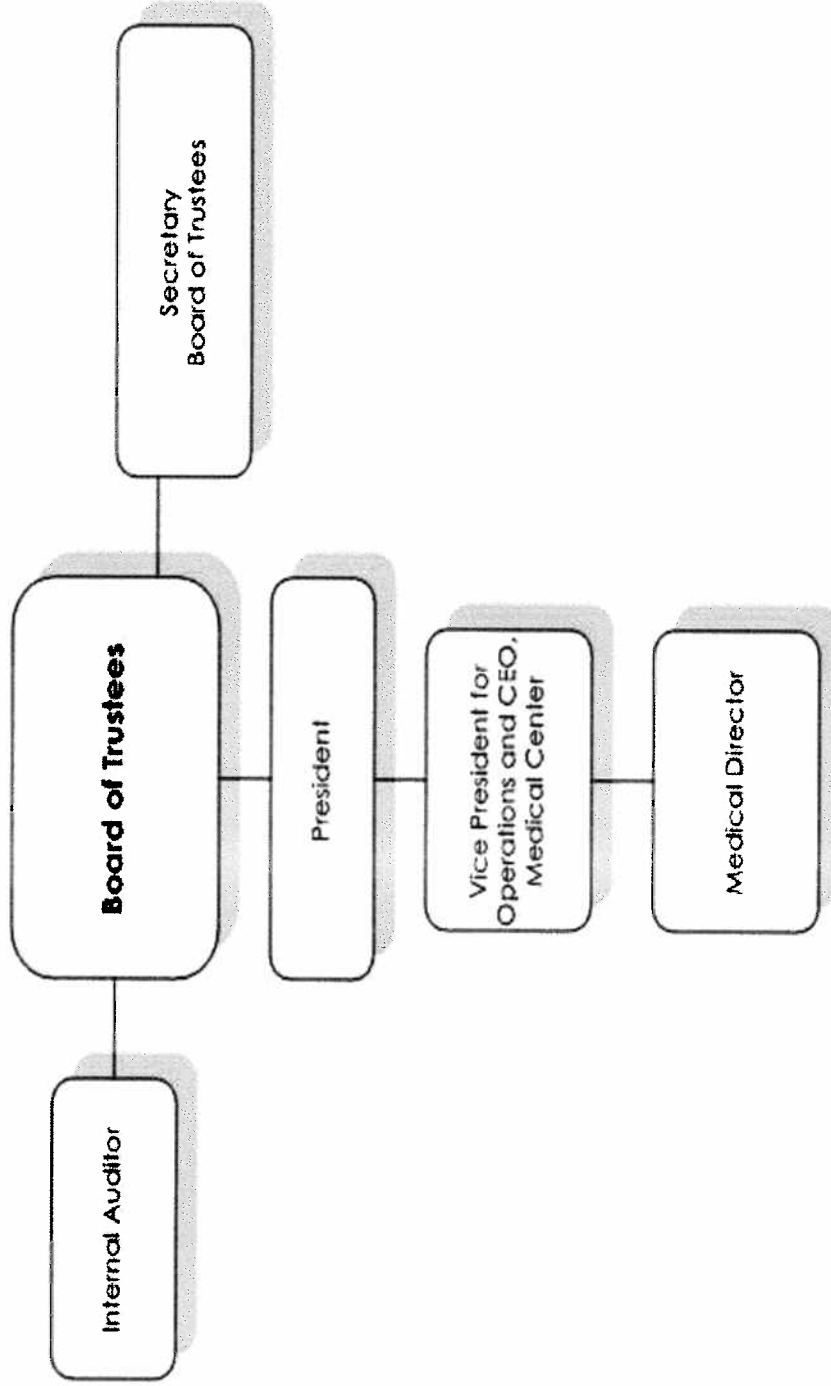 Board of Trustees
Internal Auditor
Secretary
Board of Trustees
President
Vice President for
Operations and CEO,
Medical Center
Medical Director